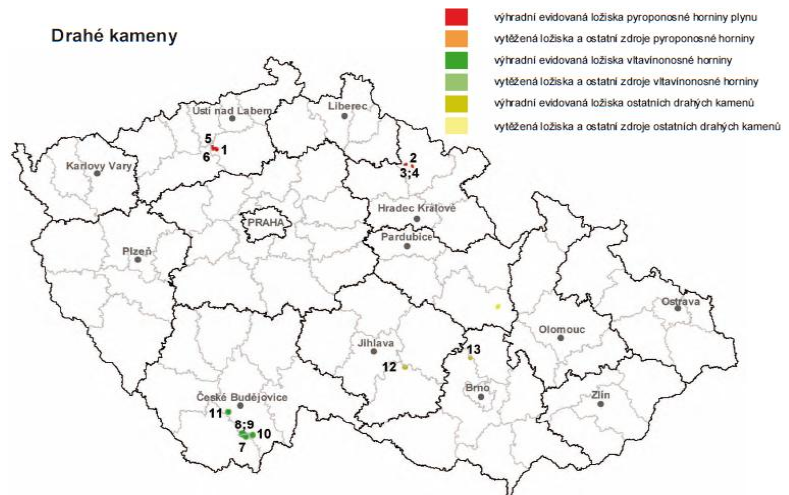 Drahé kameny
výhradní evidovaná ložiska pyroponosné horniny plynu
vytěžená ložiska a ostatní zdroje pyroponosné horniny
výhradní evidovaná ložiska vltavínonosné horniny
vytěžená ložiska a ostatní zdroje vltavínonosné horniny
výhradní evidovaná ložiska ostatních drahých kamenů
vytěžená ložiska a ostatní zdroje ostatních drahých kamenů
Ústí nad Labem
Liberec
5
1
6
2
3;4
Karlovy Vary
Hradec Králové
PRAHA
Pardubice
Plzeň
Ostrava
Olomouc
Jihlava
13
12
Brno
Zlín
České Budějovice
11
8;9
10
7